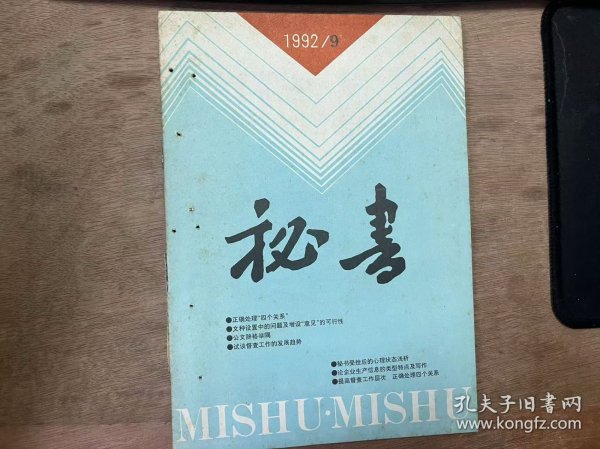 1992/9
秘書
●正确处理“四个关系”
●文种设置中的问题及增设“意见”的可行性
●公文辞格举隅
●试谈督查工作的发展趋势
●秘书受挫后的心理状态浅析
●论企业生产信息的类型特点及写作
●提高督查工作层次 正确处理四个关系
MISHU·MISHU
孔夫子旧书网
www.kongfz.com